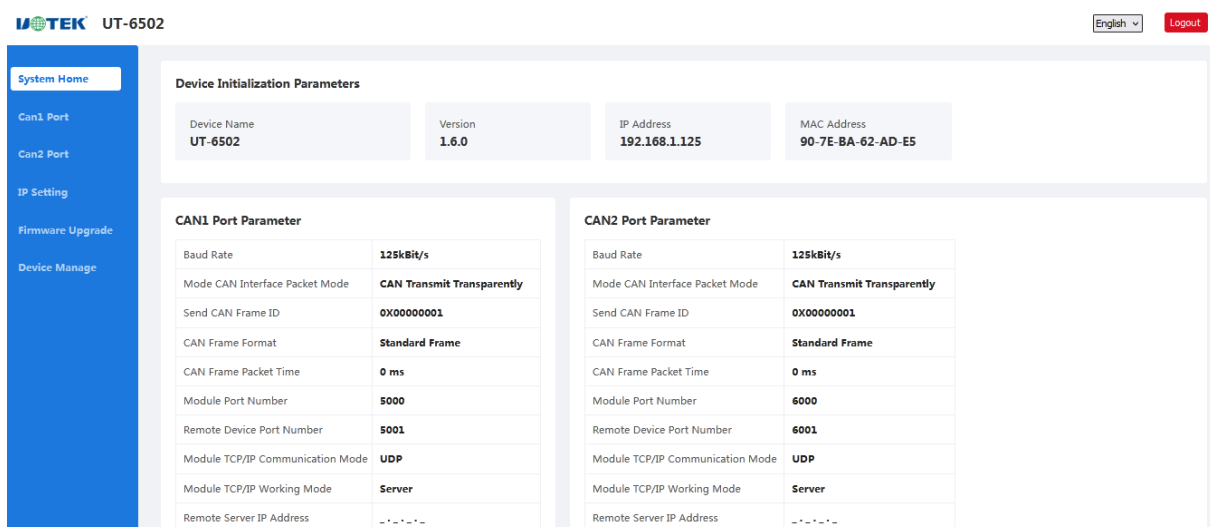 UTEK UT-6502
English
Logout
System Home
Can1 Port
Can2 Port
IP Setting
Firmware Upgrade
Device Manage
Device Initialization Parameters
Device Name
UT-6502
Version
1.6.0
IP Address
192.168.1.125
MAC Address
90-7E-BA-62-AD-E5
CAN1 Port Parameter
Baud Rate 125kBit/s
Mode CAN Interface Packet Mode CAN Transmit Transparently
Send CAN Frame ID 0X00000001
CAN Frame Format Standard Frame
CAN Frame Packet Time 0 ms
Module Port Number 5000
Remote Device Port Number 5001
Module TCP/IP Communication Mode UDP
Module TCP/IP Working Mode Server
Remote Server IP Address _._._._
CAN2 Port Parameter
Baud Rate 125kBit/s
Mode CAN Interface Packet Mode CAN Transmit Transparently
Send CAN Frame ID 0X00000001
CAN Frame Format Standard Frame
CAN Frame Packet Time 0 ms
Module Port Number 6000
Remote Device Port Number 6001
Module TCP/IP Communication Mode UDP
Module TCP/IP Working Mode Server
Remote Server IP Address _._._._